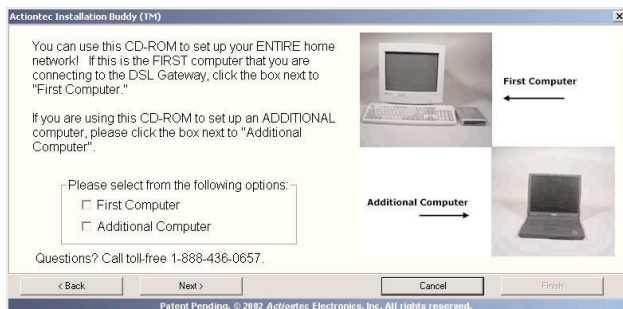 Actiontec Installation Buddy (TM)
You can use this CD-ROM to set up your ENTIRE home
network! If this is the FIRST computer that you are
connecting to the DSL Gateway, click the box next to
"First Computer."
If you are using this CD-ROM to set up an ADDITIONAL
computer, please click the box next to "Additional
Computer".
First Computer
Additional Computer
Please select from the following options:
First Computer
Additional Computer
Questions? Call toll-free 1-888-436-0657.
< Back
Next >
Cancel
Finish
Patent Pending. © 2002 Actiontec Electronics, Inc. All rights reserved.